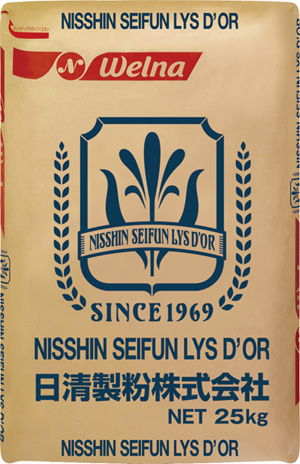 NISSHIN SEIFUN LYS D'OR
N Welna
NISSHIN SEIFUN LYS D'OR
SINCE 1969
NISSHIN SEIFUN LYS D'OR
日清製粉株式会社
NET 25kg
NISSHIN SEIFUN LYS D'OR